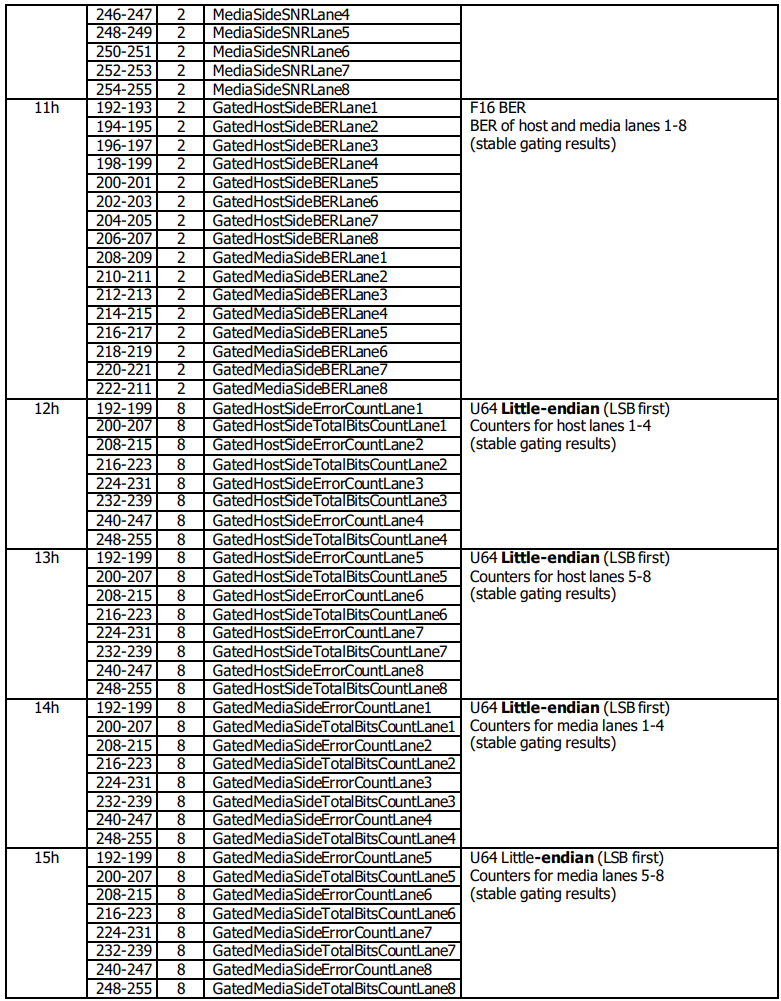 246-247 2 MediaSideSNRLane4
248-249 2 MediaSideSNRLane5
250-251 2 MediaSideSNRLane6
252-253 2 MediaSideSNRLane7
254-255 2 MediaSideSNRLane8
11h 192-193 2 GatedHostSideBERLane1 F16 BER
194-195 2 GatedHostSideBERLane2 BER of host and media lanes 1-8
196-197 2 GatedHostSideBERLane3 (stable gating results)
198-199 2 GatedHostSideBERLane4
200-201 2 GatedHostSideBERLane5
202-203 2 GatedHostSideBERLane6
204-205 2 GatedHostSideBERLane7
206-207 2 GatedHostSideBERLane8
208-209 2 GatedMediaSideBERLane1
210-211 2 GatedMediaSideBERLane2
212-213 2 GatedMediaSideBERLane3
214-215 2 GatedMediaSideBERLane4
216-217 2 GatedMediaSideBERLane5
218-219 2 GatedMediaSideBERLane6
220-221 2 GatedMediaSideBERLane7
222-211 2 GatedMediaSideBERLane8
12h 192-199 8 GatedHostSideErrorCountLane1 U64 Little-endian (LSB first)
200-207 8 GatedHostSideTotalBitsCountLane1 Counters for host lanes 1-4
208-215 8 GatedHostSideErrorCountLane2 (stable gating results)
216-223 8 GatedHostSideTotalBitsCountLane2
224-231 8 GatedHostSideErrorCountLane3
232-239 8 GatedHostSideTotalBitsCountLane3
240-247 8 GatedHostSideErrorCountLane4
248-255 8 GatedHostSideTotalBitsCountLane4
13h 192-199 8 GatedHostSideErrorCountLane5 U64 Little-endian (LSB first)
200-207 8 GatedHostSideTotalBitsCountLane5 Counters for host lanes 5-8
208-215 8 GatedHostSideErrorCountLane6 (stable gating results)
216-223 8 GatedHostSideTotalBitsCountLane6
224-231 8 GatedHostSideErrorCountLane7
232-239 8 GatedHostSideTotalBitsCountLane7
240-247 8 GatedHostSideErrorCountLane8
248-255 8 GatedHostSideTotalBitsCountLane8
14h 192-199 8 GatedMediaSideErrorCountLane1 U64 Little-endian (LSB first)
200-207 8 GatedMediaSideTotalBitsCountLane1 Counters for media lanes 1-4
208-215 8 GatedMediaSideErrorCountLane2 (stable gating results)
216-223 8 GatedMediaSideTotalBitsCountLane2
224-231 8 GatedMediaSideErrorCountLane3
232-239 8 GatedMediaSideTotalBitsCountLane3
240-247 8 GatedMediaSideErrorCountLane4
248-255 8 GatedMediaSideTotalBitsCountLane4
15h 192-199 8 GatedMediaSideErrorCountLane5 U64 Little-endian (LSB first)
200-207 8 GatedMediaSideTotalBitsCountLane5 Counters for media lanes 5-8
208-215 8 GatedMediaSideErrorCountLane6 (stable gating results)
216-223 8 GatedMediaSideTotalBitsCountLane6
224-231 8 GatedMediaSideErrorCountLane7
232-239 8 GatedMediaSideTotalBitsCountLane7
240-247 8 GatedMediaSideErrorCountLane8
248-255 8 GatedMediaSideTotalBitsCountLane8